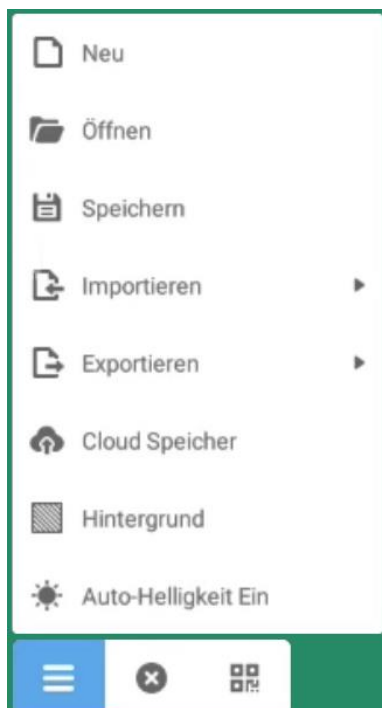 Neu
Öffnen
Speichern
Importieren
Exportieren
Cloud Speicher
Hintergrund
Auto-Helligkeit Ein